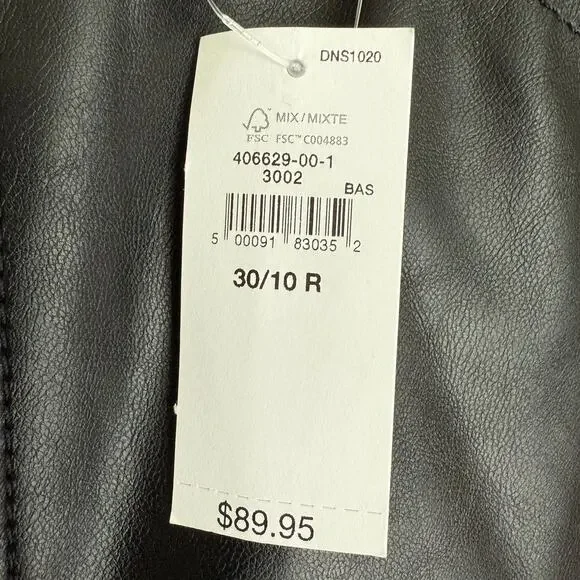 DNS1020
MIX/MIXTE
FSC FSC™ C004883
406629-00-1
3002
BAS
5 00091 83035 2
30/10 R
$89.95